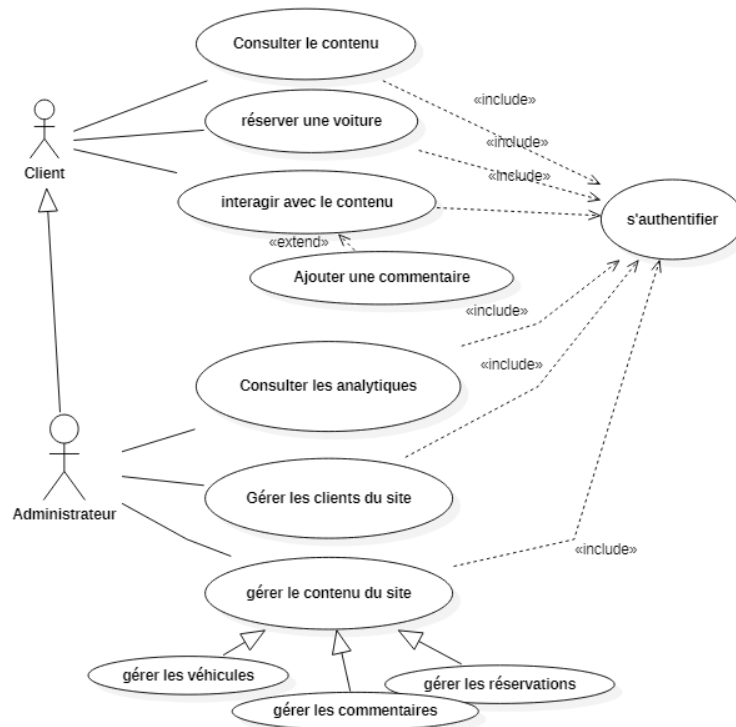 Consulter le contenu
«include»
réserver une voiture
«include»
Client
«include»
interagir avec le contenu
s'authentifier
«extend»
Ajouter une commentaire
«include»
«include»
Consulter les analytiques
Gérer les clients du site
Administrateur
«include»
gérer le contenu du site
gérer les véhicules
gérer les réservations
gérer les commentaires